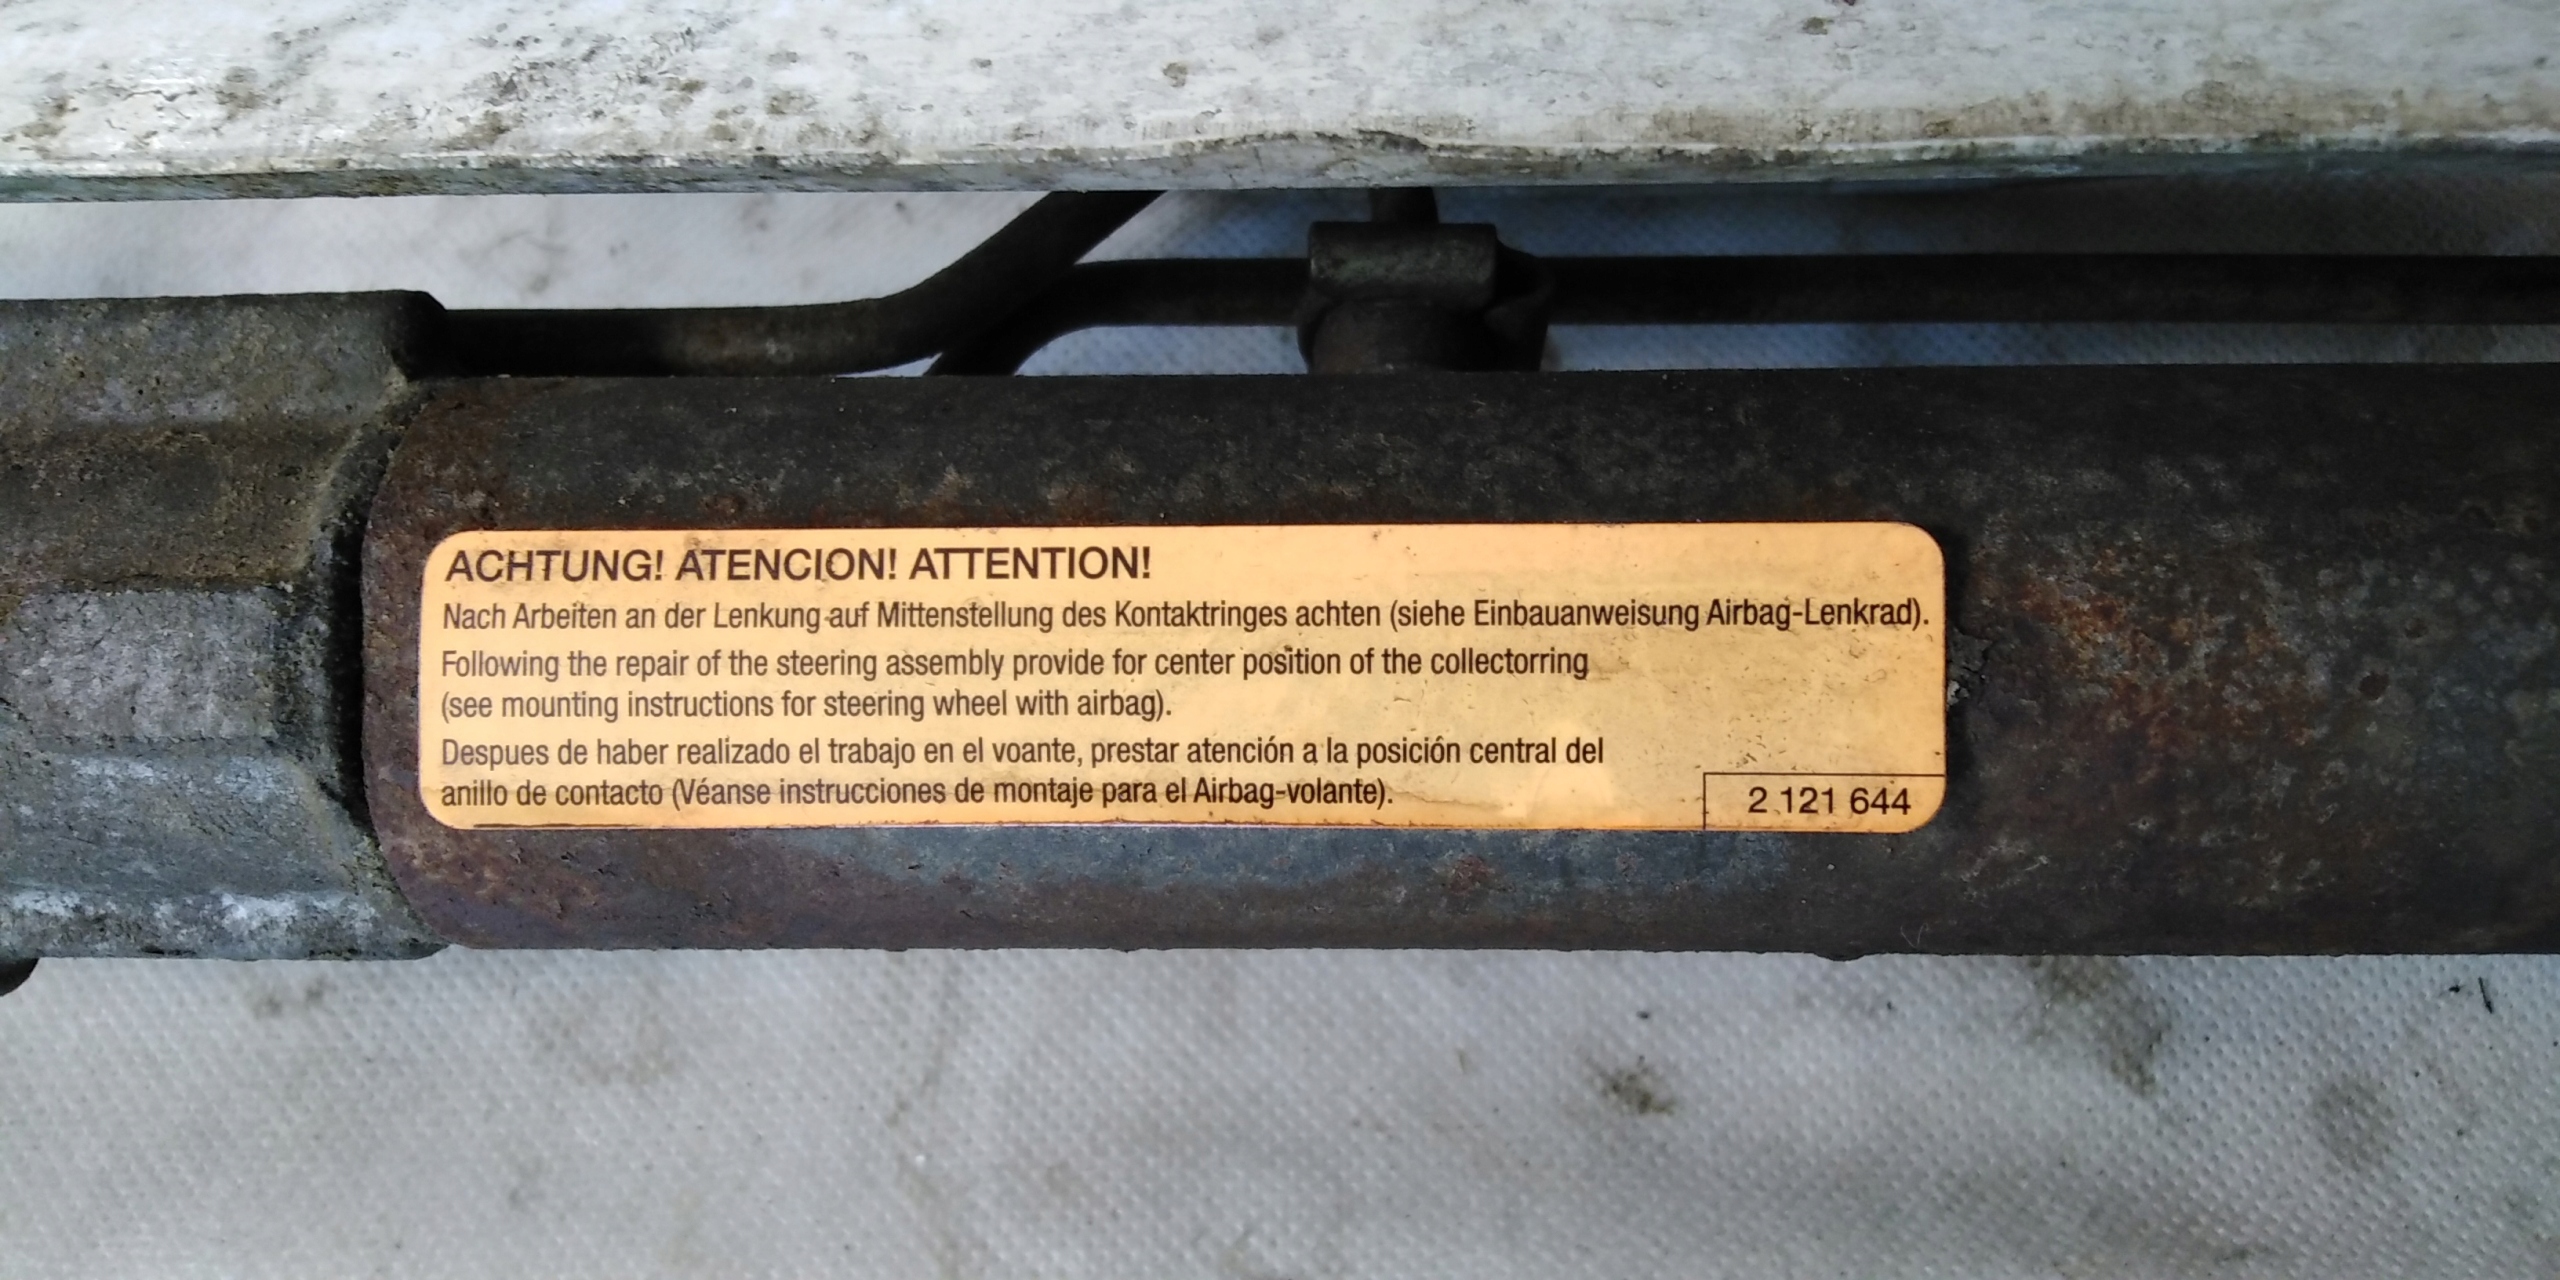 ACHTUNG! ATENCION! ATTENTION!
Nach Arbeiten an der Lenkung auf Mittenstellung des Kontaktringes achten (siehe Einbauanweisung Airbag-Lenkrad).
Following the repair of the steering assembly provide for center position of the collectorring
(see mounting instructions for steering wheel with airbag).
Despues de haber realizado el trabajo en el voante, prestar atención a la posición central del
anillo de contacto (Véanse instrucciones de montaje para el Airbag-volante).
2 121 644